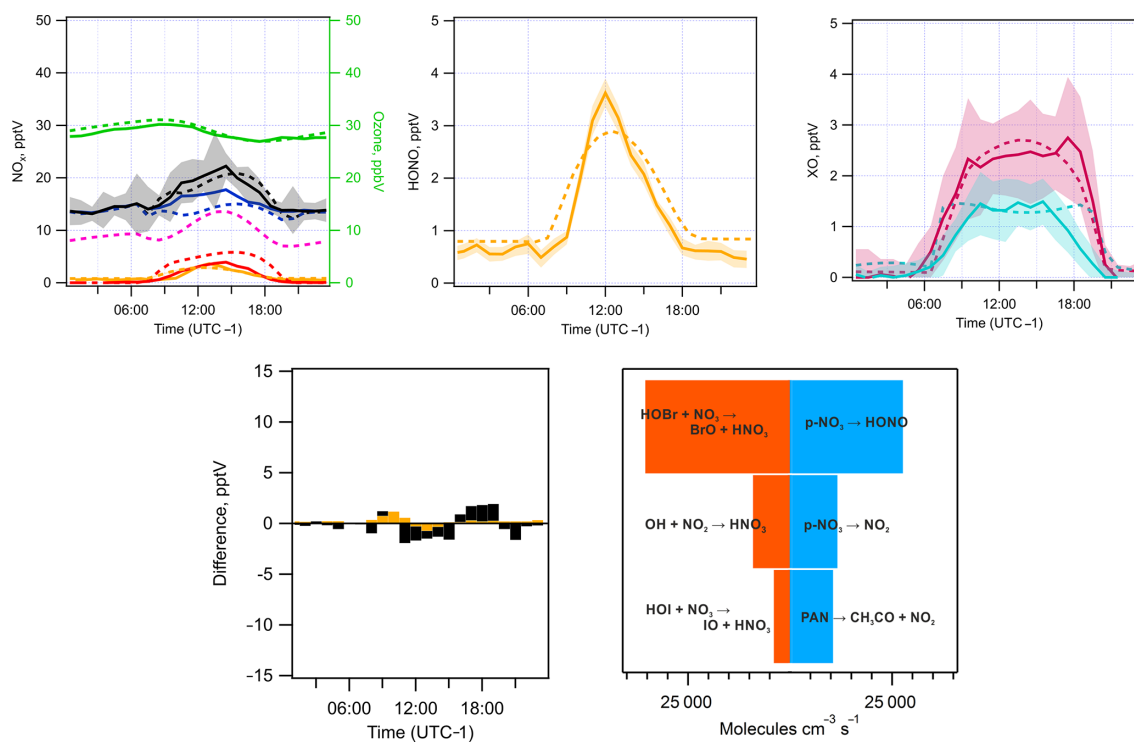 50
40
30
20
10
0
NOx, pptV
50
40
30
20
10
0
Ozone, ppbV
06:00 12:00 18:00
Time (UTC –1)
5
4
3
2
1
0
HONO, pptV
06:00 12:00 18:00
Time (UTC –1)
5
4
3
2
1
0
XO, pptV
06:00 12:00 18:00
Time (UTC –1)
15
10
5
0
−5
−10
−15
Difference, pptV
06:00 12:00 18:00
Time (UTC–1)
HOBr + NO₃ →
BrO + HNO₃
p-NO₃ → HONO
OH + NO₂ → HNO₃
p-NO₃ → NO₂
HOI + NO₃ →
IO + HNO₃
PAN → CH₃CO + NO₂
25 000 25 000
Molecules cm⁻³ s⁻¹